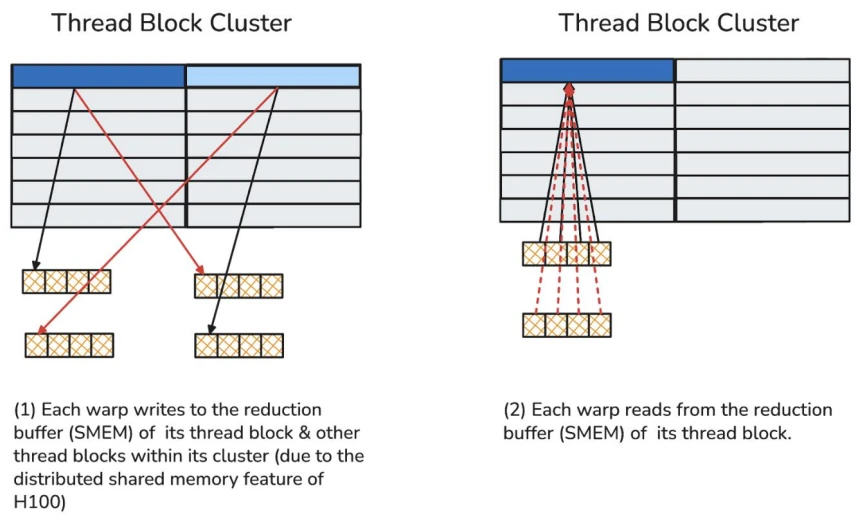 Thread Block Cluster
(1) Each warp writes to the reduction
buffer (SMEM) of its thread block & other
thread blocks within its cluster (due to the
distributed shared memory feature of
H100)
Thread Block Cluster
(2) Each warp reads from the reduction
buffer (SMEM) of its thread block.